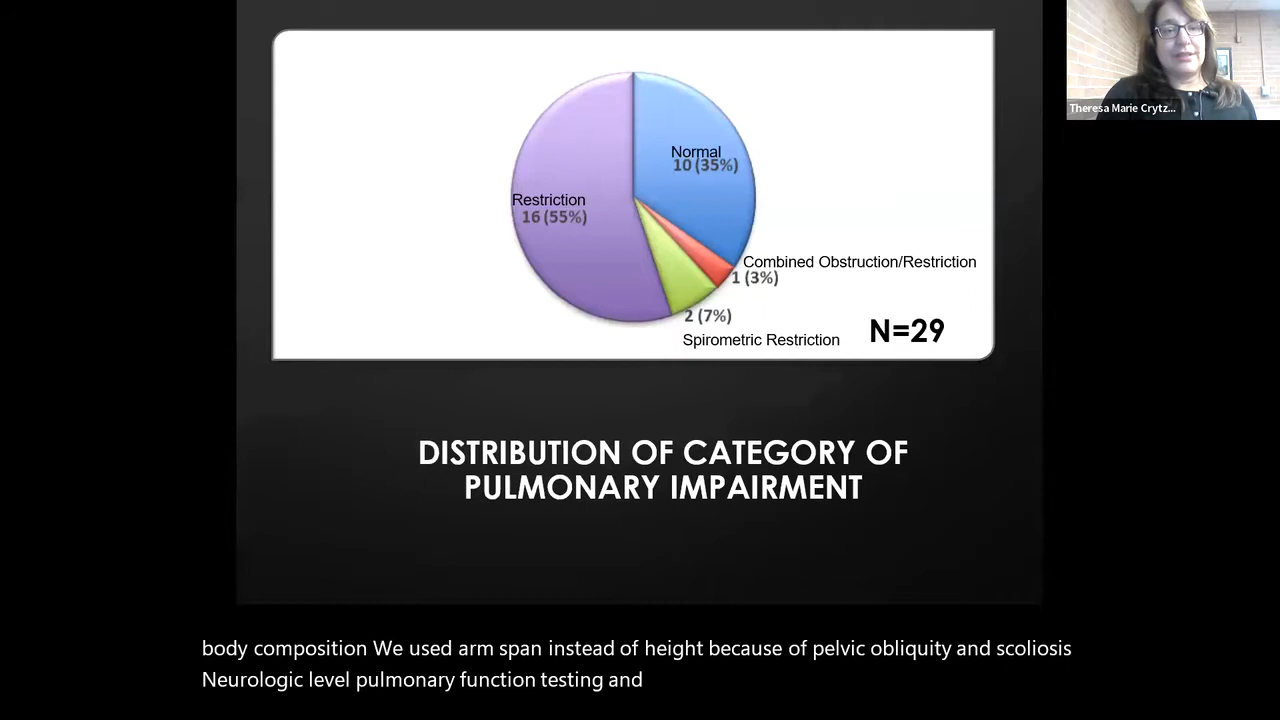 Theresa Marie Crytz...
Normal
10 (35%)
Restriction
16 (55%)
Combined Obstruction/Restriction
1 (3%)
2 (7%)
Spirometric Restriction
N=29
DISTRIBUTION OF CATEGORY OF
PULMONARY IMPAIRMENT
body composition We used arm span instead of height because of pelvic obliquity and scoliosis
Neurologic level pulmonary function testing and